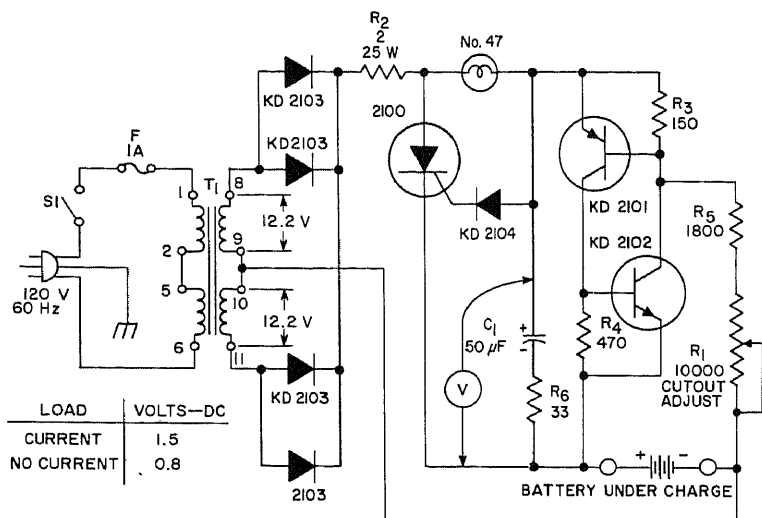 R2
2
25 W
No. 47
KD 2103
2100
R3
150
F
1A
KD2103
S1
1
T1
8
12.2 V
KD 2101
R5
1800
KD 2104
KD 2102
2
9
5
10
120 V
60 Hz
12.2 V
C1
50 µF
+
-
R4
470
R1
10000
CUTOUT
ADJUST
6
11
V
R6
33
KD 2103
LOAD VOLTS—DC
CURRENT 1.5
NO CURRENT 0.8
2103
+ -
BATTERY UNDER CHARGE